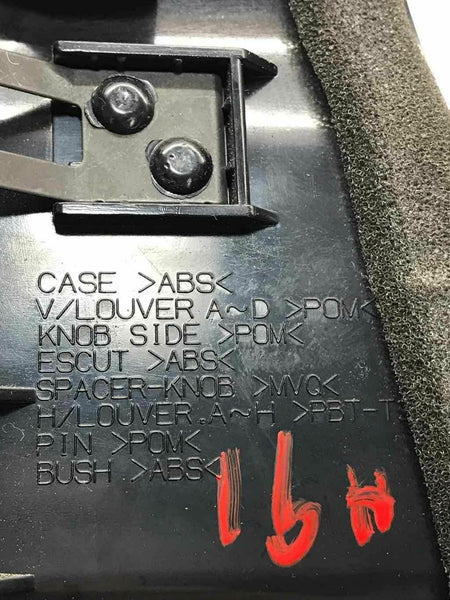 CASE >ABS<
V/LOUVER A~D >POM<
KNOB SIDE >POM<
ESCUT >ABS<
SPACER-KNOB >MVQ<
H/LOUVER.A~H >PBT-T
PIN >POM<
BUSH >ABS<
16H